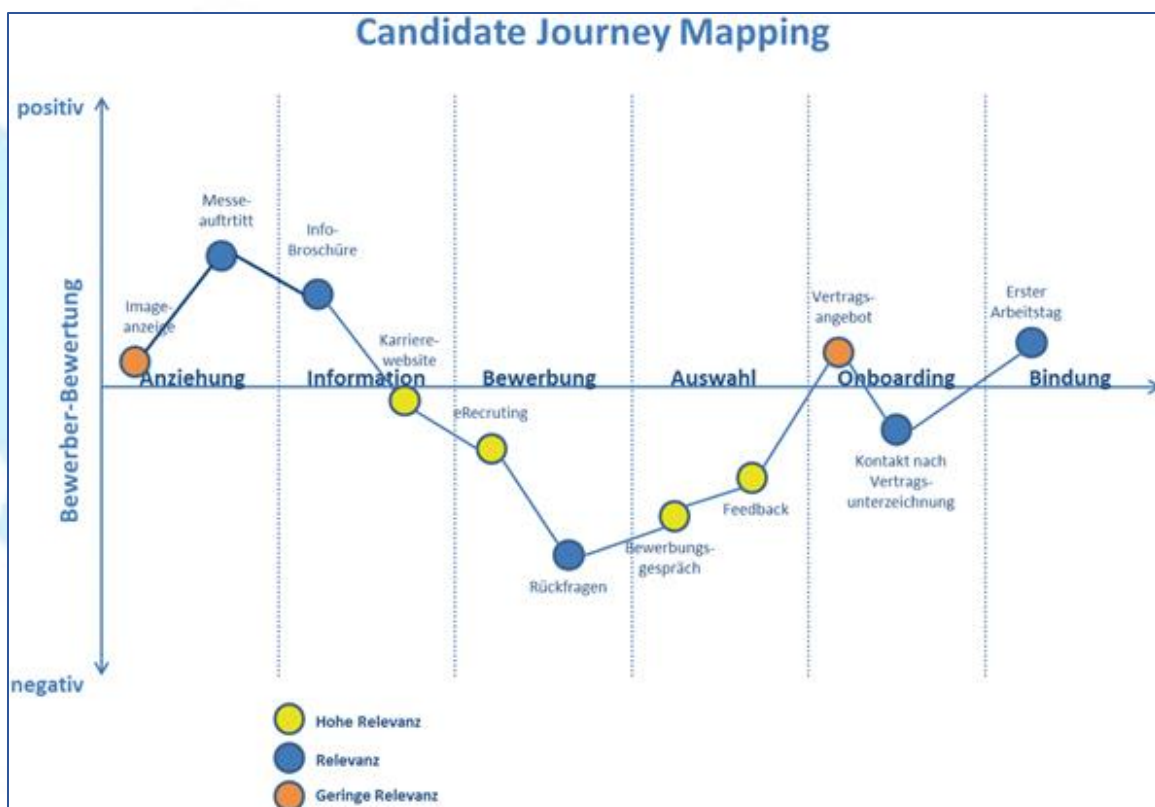 Candidate Journey Mapping
positiv
Bewerber-Bewertung
negativ
Image-
anzeige
Messe-
auftrtitt
Info-
Broschüre
Karriere-
website
eRecruting
Rückfragen
Bewerbungs-
gespräch
Feedback
Vertrags-
angebot
Kontakt nach
Vertrags-
unterzeichnung
Erster
Arbeitstag
Anziehung
Information
Bewerbung
Auswahl
Onboarding
Bindung
Hohe Relevanz
Relevanz
Geringe Relevanz